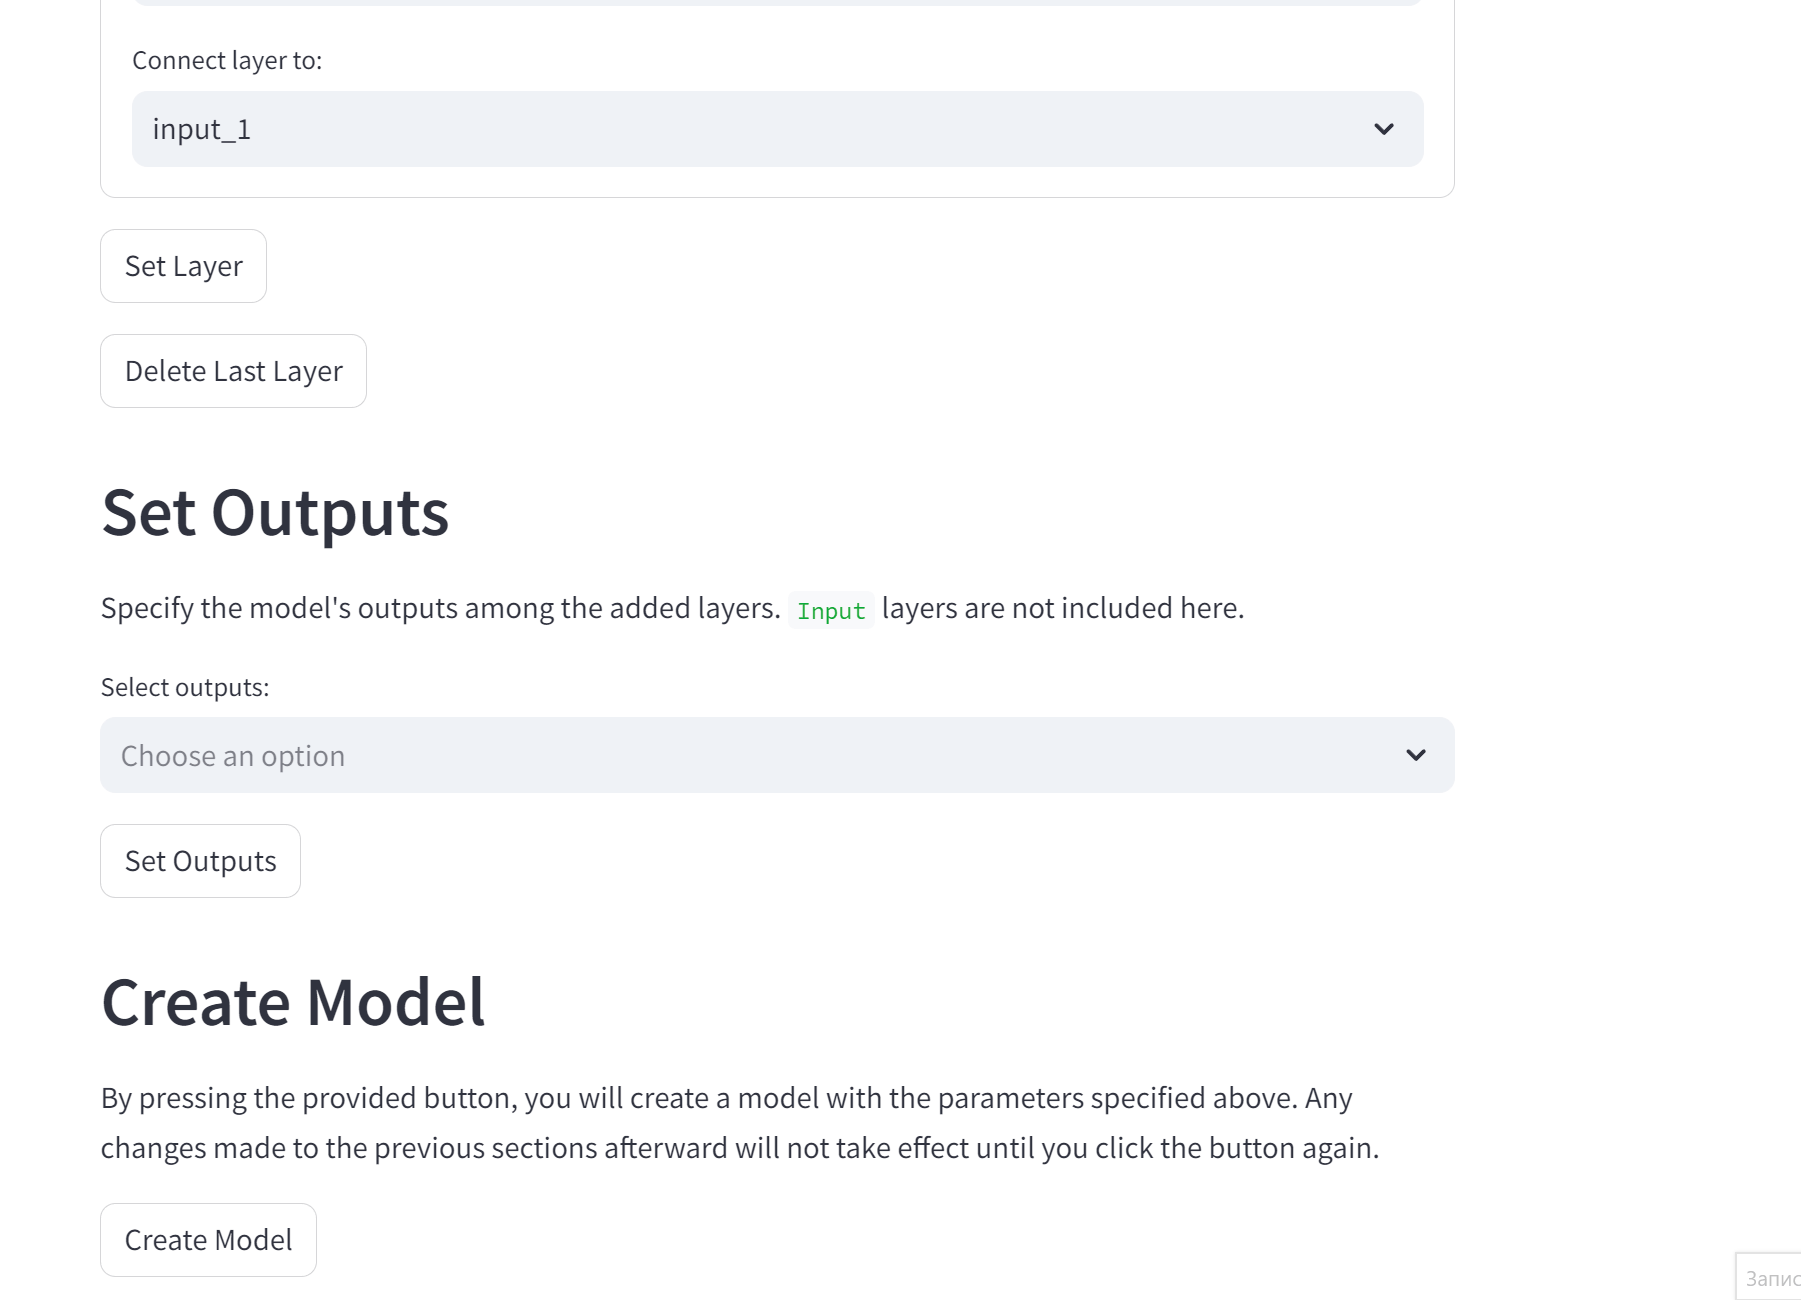 Connect layer to:
input_1
Set Layer
Delete Last Layer
Set Outputs
Specify the model's outputs among the added layers. Input layers are not included here.
Select outputs:
Choose an option
Set Outputs
Create Model
By pressing the provided button, you will create a model with the parameters specified above. Any
changes made to the previous sections afterward will not take effect until you click the button again.
Create Model